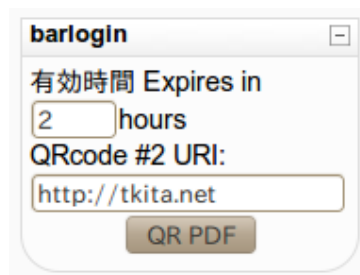 barlogin
有効時間 Expires in
2 hours
QRcode #2 URI:
http://tkita.net
QR PDF